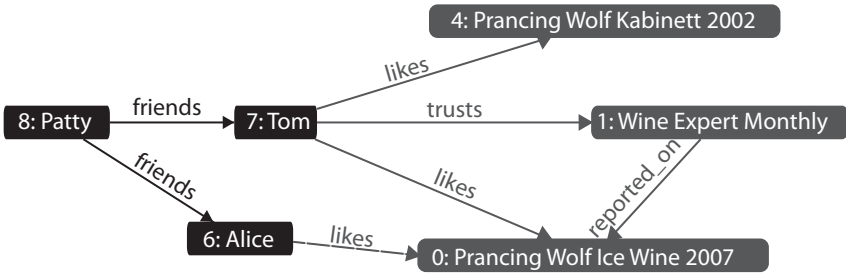 4: Prancing Wolf Kabinett 2002
likes
friends
trusts
8: Patty
7: Tom
1: Wine Expert Monthly
friends
likes
reported_on
6: Alice
likes
0: Prancing Wolf Ice Wine 2007